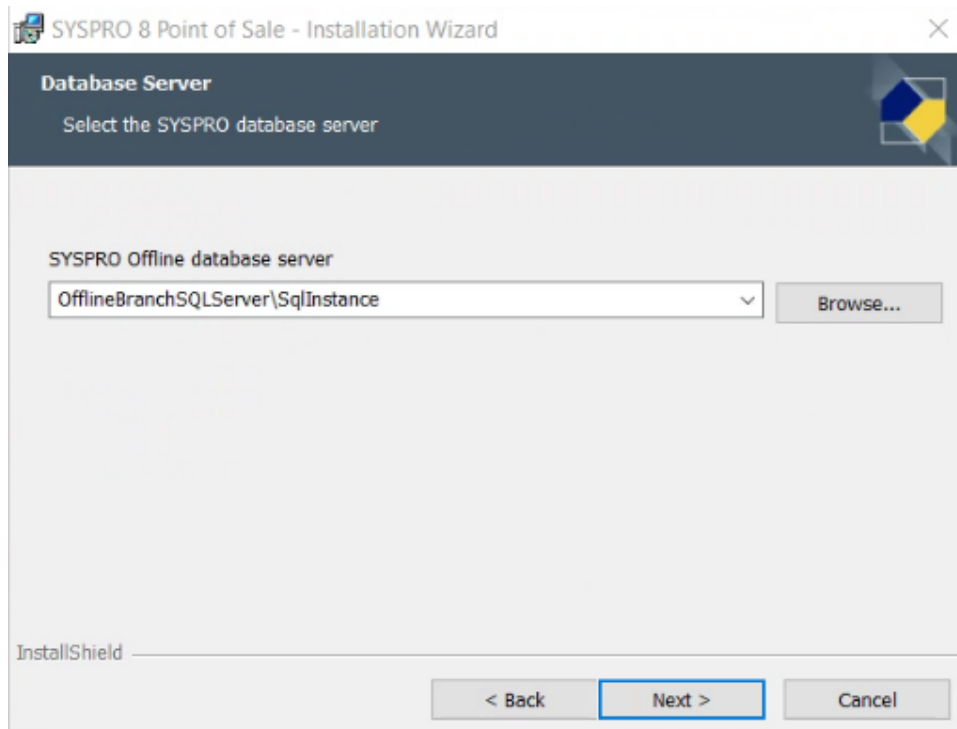 SYSPRO 8 Point of Sale - Installation Wizard
Database Server
Select the SYSPRO database server
SYSPRO Offline database server
OfflineBranchSQLServer\SqlInstance
Browse...
InstallShield
< Back
Next >
Cancel